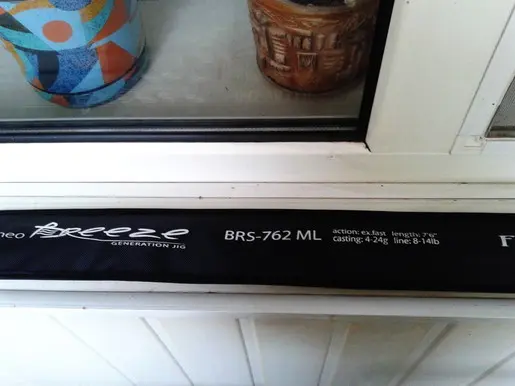 neo Breeze
GENERATION JIG
BRS-762 ML
action: ex.fast length: 7'6"
casting: 4-24g line: 8-14lb
F